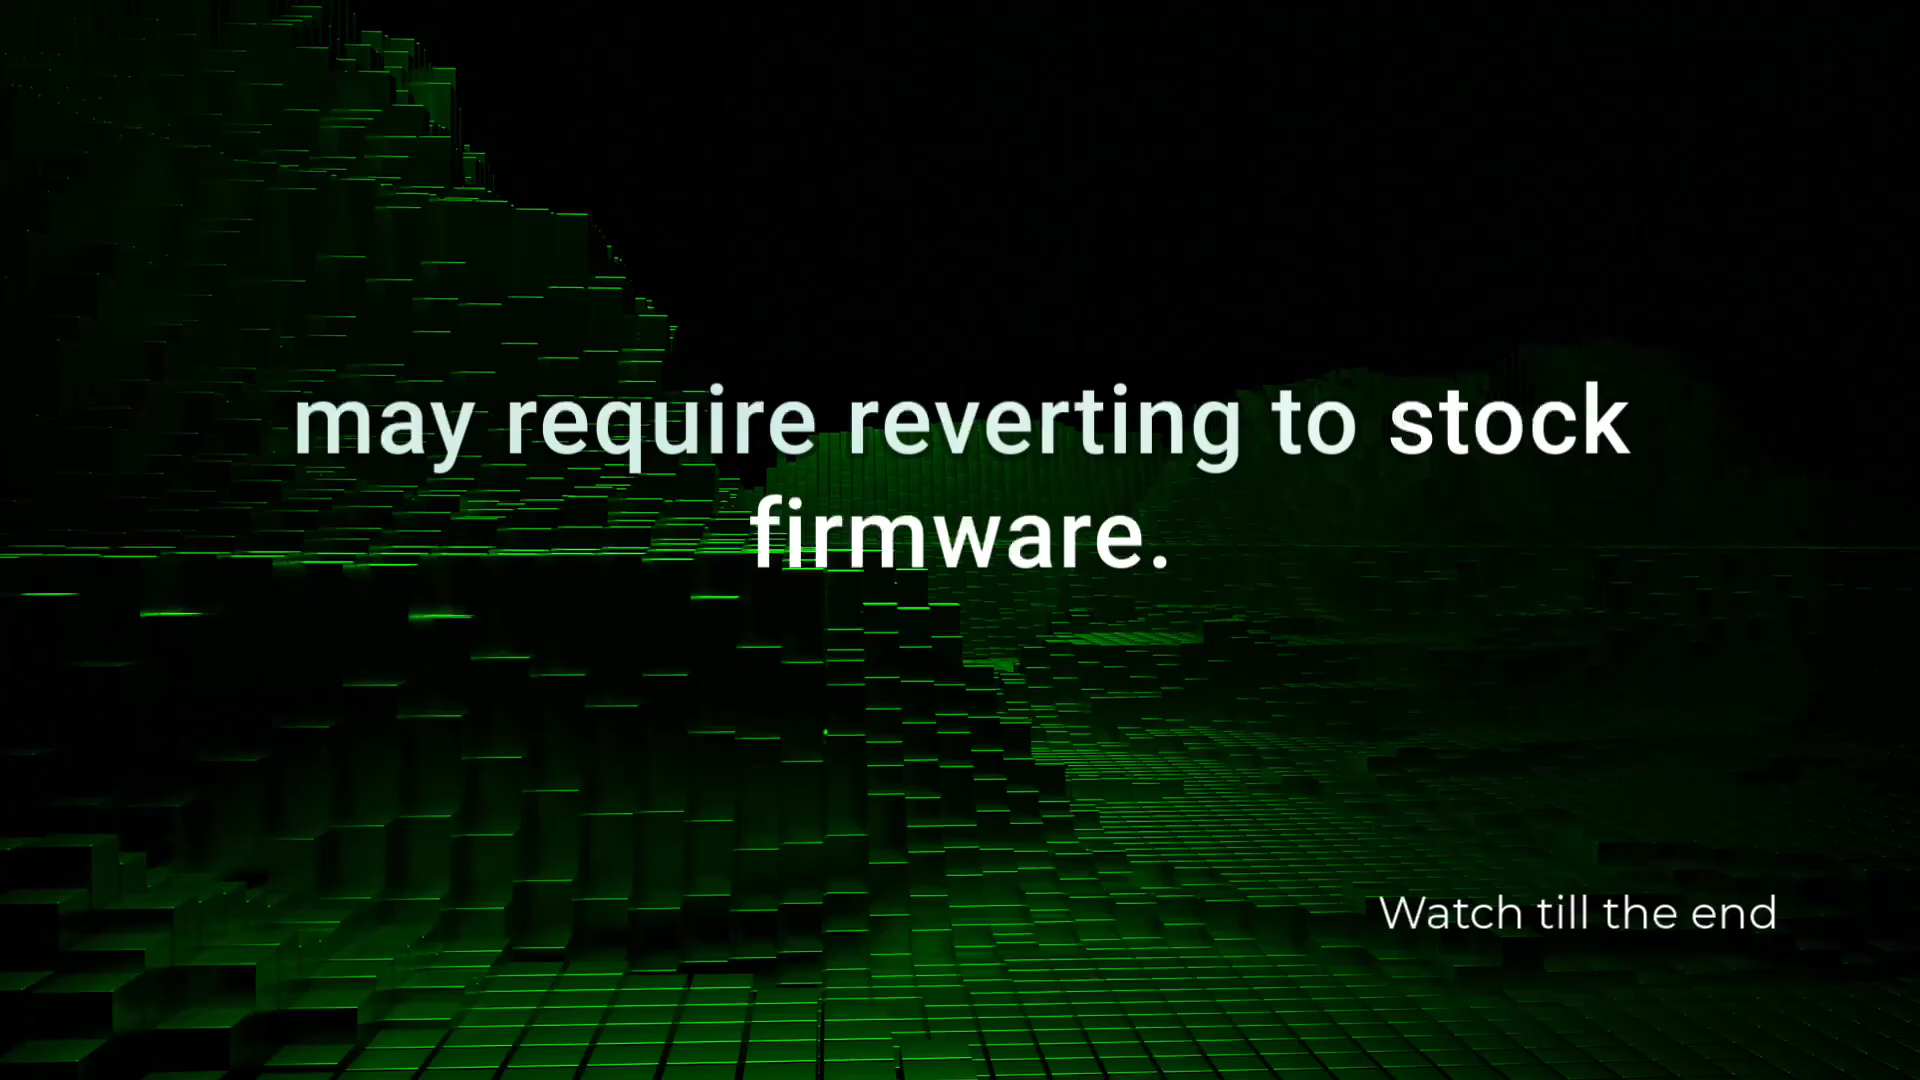 may require reverting to stock
firmware.
Watch till the end